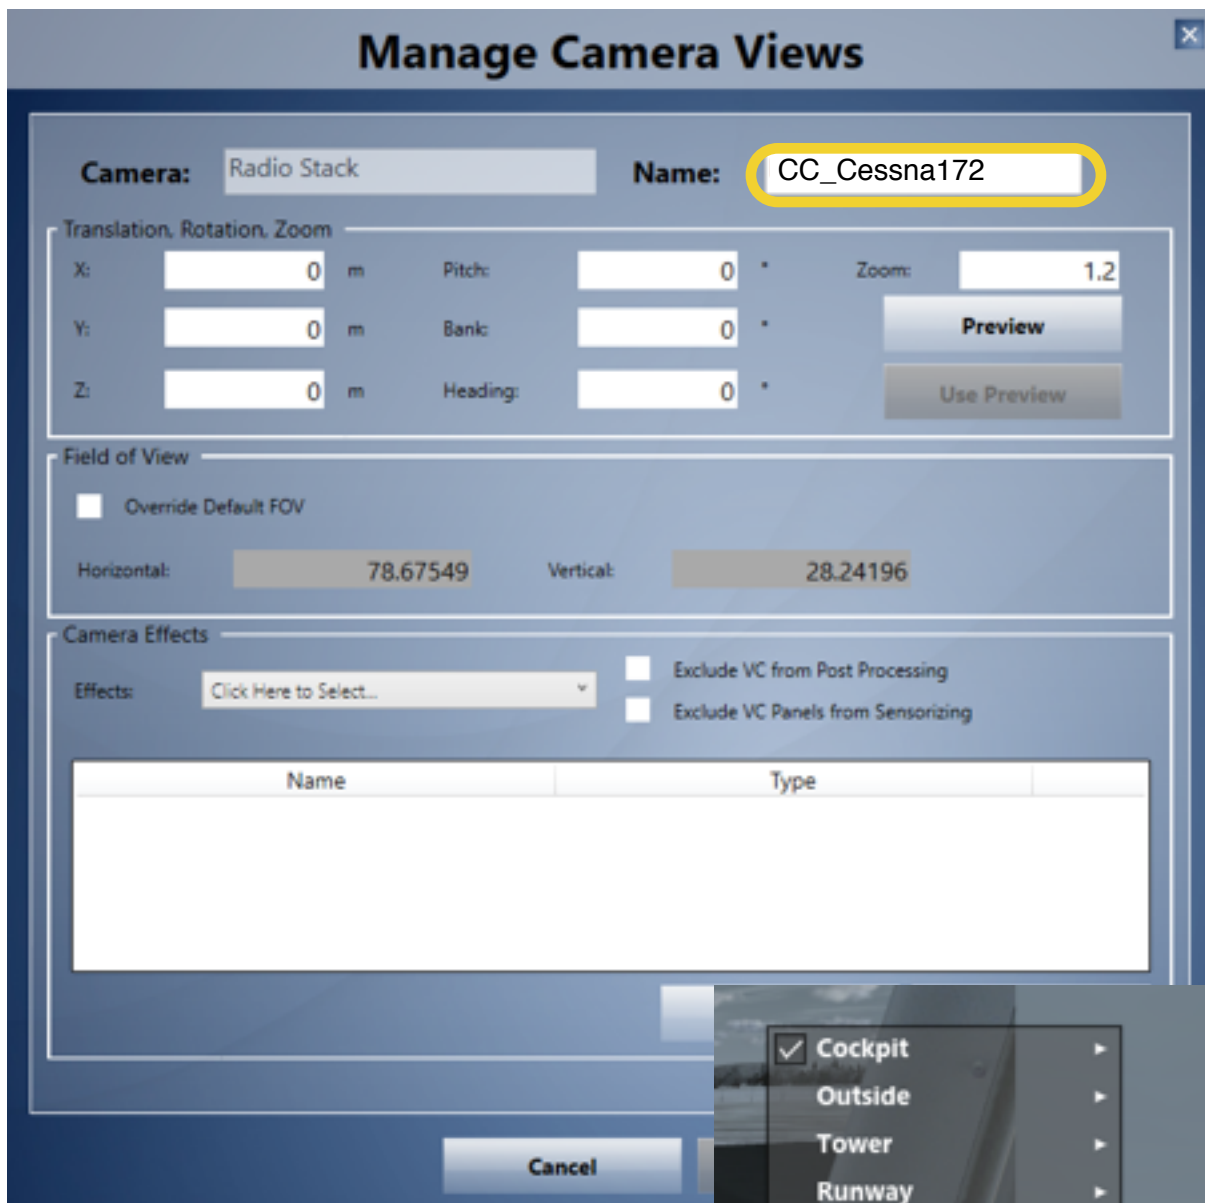 Manage Camera Views
Camera: Radio Stack Name: CC_Cessna172
Translation, Rotation, Zoom
X: 0 m Pitch: 0 ° Zoom: 1.2
Y: 0 m Bank: 0 ° Preview
Z: 0 m Heading: 0 ° Use Preview
Field of View
Override Default FOV
Horizontal: 78.67549 Vertical: 28.24196
Camera Effects
Effects: Click Here to Select... Exclude VC from Post Processing
Exclude VC Panels from Sensorizing
Name Type
Cockpit
Outside
Tower
Runway
Cancel